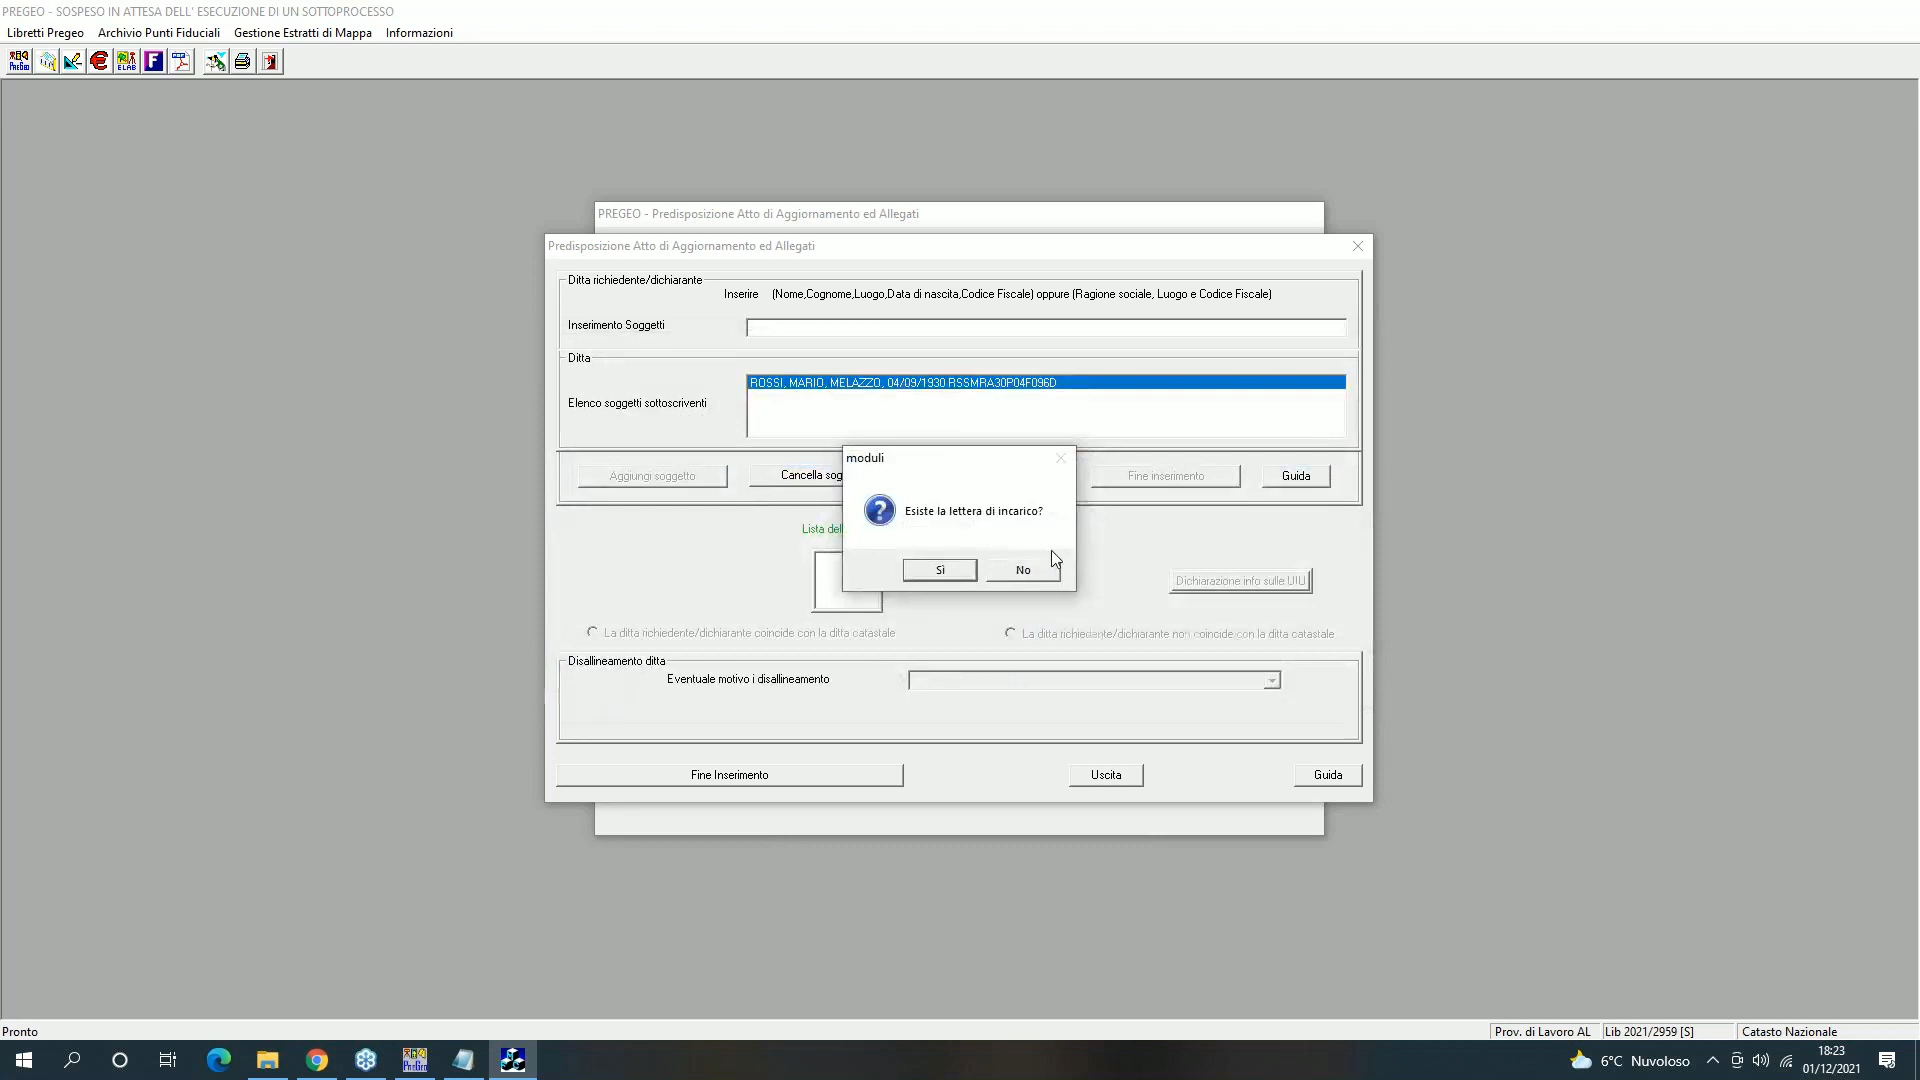 PREGEO - SOSPESO IN ATTESA DELL' ESECUZIONE DI UN SOTTOPROCESSO
Libretti Pregeo Archivio Punti Fiduciali Gestione Estratti di Mappa Informazioni
PREGEO - Predisposizione Atto di Aggiornamento ed Allegati
Predisposizione Atto di Aggiornamento ed Allegati
Ditta richiedente/dichiarante
Inserire (Nome,Cognome,Luogo,Data di nascita,Codice Fiscale) oppure (Ragione sociale, Luogo e Codice Fiscale)
Inserimento Soggetti
Ditta
ROSSI, MARIO, MELAZZO, 04/09/1930 RSSMRA30P04F096D
Elenco soggetti sottoscriventi
moduli
Aggiungi soggetto Cancella sog Fine inserimento Guida
Esiste la lettera di incarico?
Lista dell
Sì No
Dichiarazione info sulle UIU
La ditta richiedente/dichiarante coincide con la ditta catastale La ditta richiedente/dichiarante non coincide con la ditta catastale
Disallineamento ditta
Eventuale motivo i disallineamento
Fine Inserimento Uscita Guida
Pronto Prov. di Lavoro AL Lib 2021/2959 [S] Catasto Nazionale
6°C Nuvoloso 18:23
01/12/2021